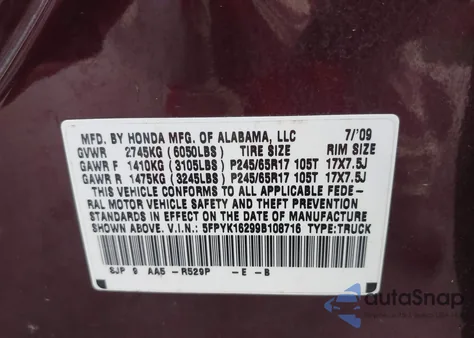 MFD. BY HONDA MFG. OF ALABAMA, LLC 7/'09
GVWR 2745KG (6050LBS) TIRE SIZE RIM SIZE
GAWR F 1410KG (3105LBS) P245/65R17 105T 17X7.5J
GAWR R 1475KG (3245LBS) P245/65R17 105T 17X7.5J
THIS VEHICLE CONFORMS TO ALL APPLICABLE FEDE-
RAL MOTOR VEHICLE SAFETY AND THEFT PREVENTION
STANDARDS IN EFFECT ON THE DATE OF MANUFACTURE
SHOWN ABOVE. V.I.N.: 5FPYK16299B108716 TYPE:TRUCK
SJP 9 AA5 -R529P -E -B
autoSnap